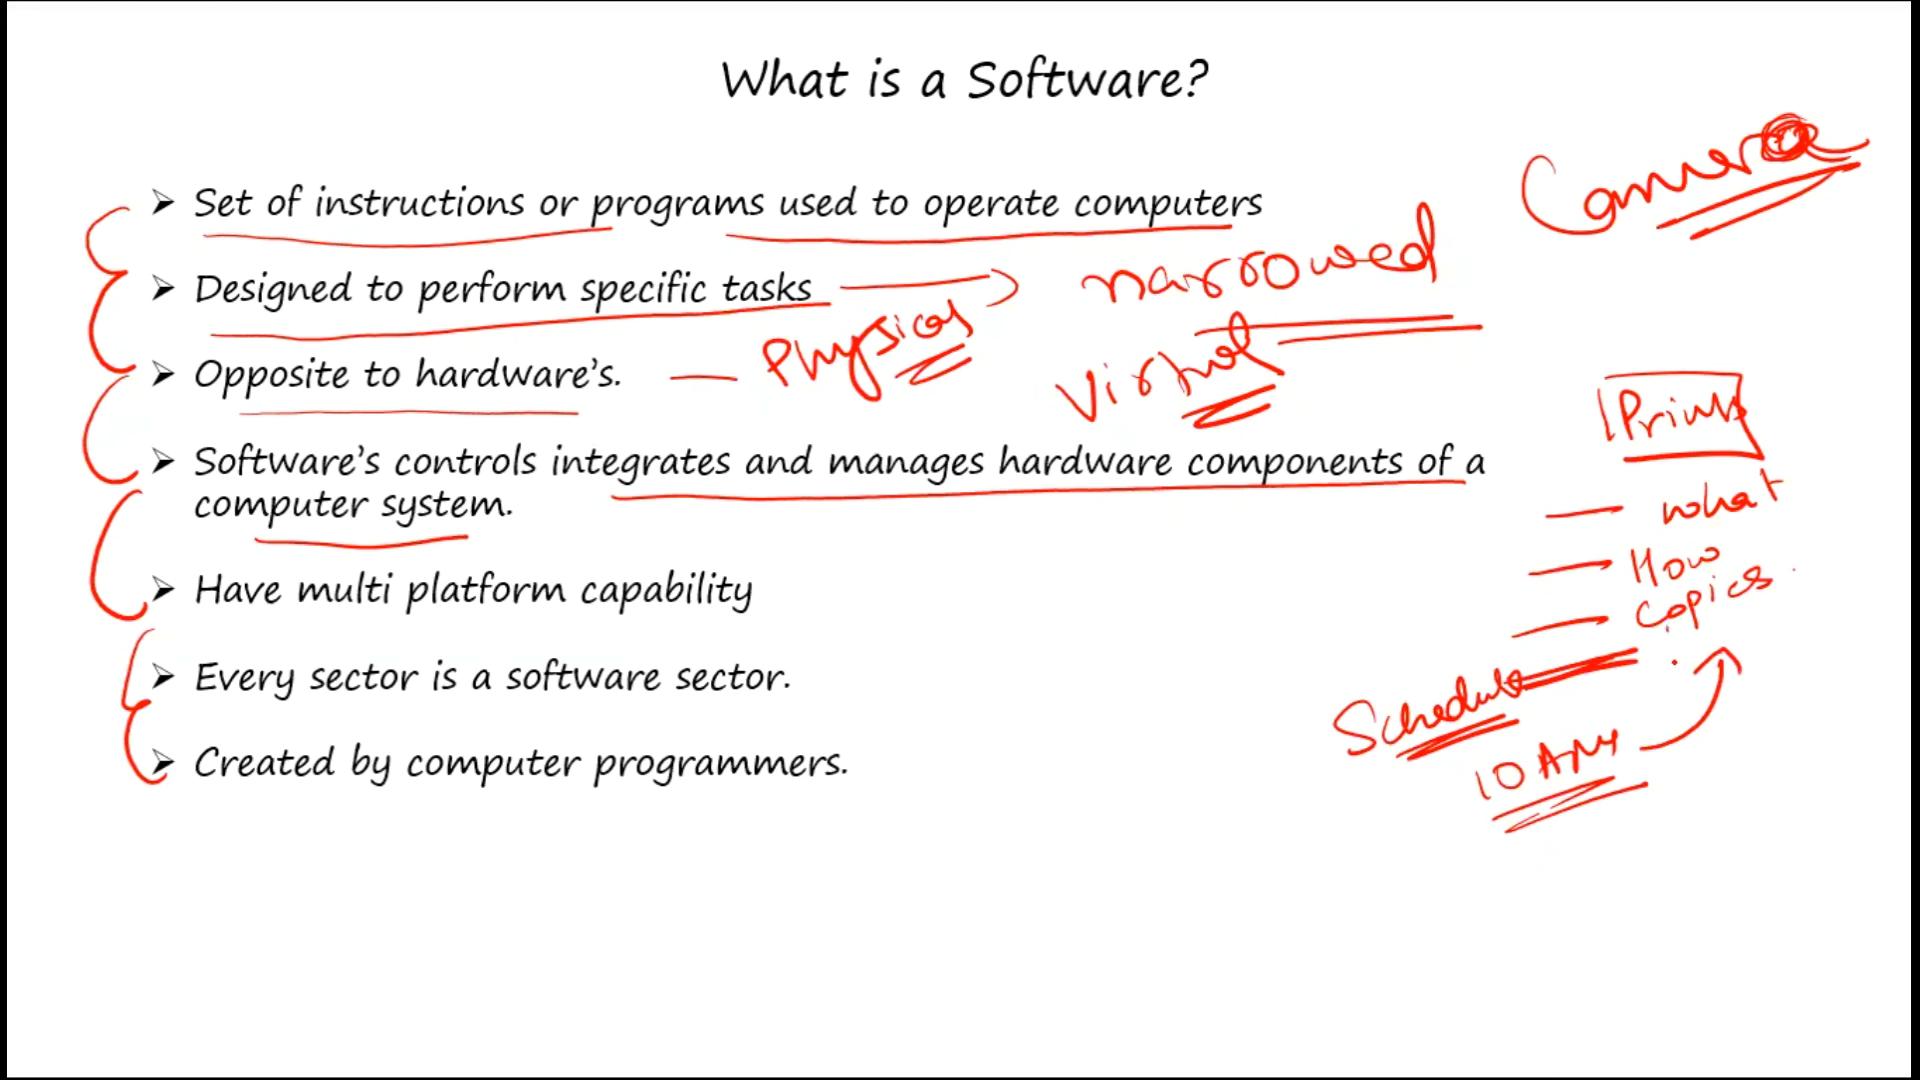 What is a Software?
Camera
➢ Set of instructions or programs used to operate computers
➢ Designed to perform specific tasks
narrowed
Physical
➢ Opposite to hardware's.
Virtual
Print
➢ Software's controls integrates and manages hardware components of a
computer system.
what
How
Copies
➢ Have multi platform capability
➢ Every sector is a software sector.
Schedule
➢ Created by computer programmers.
10 AM